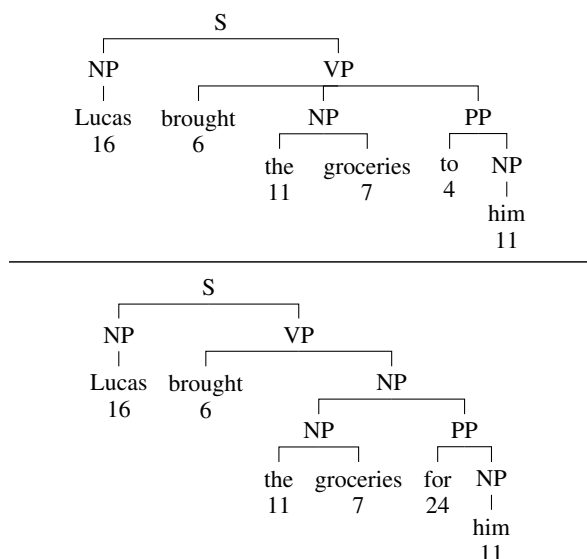 S
NP VP
Lucas brought NP PP
16 6 the groceries to NP
11 7 4 him
11
S
NP VP
Lucas brought NP
16 6 NP PP
the groceries for NP
11 7 24 him
11